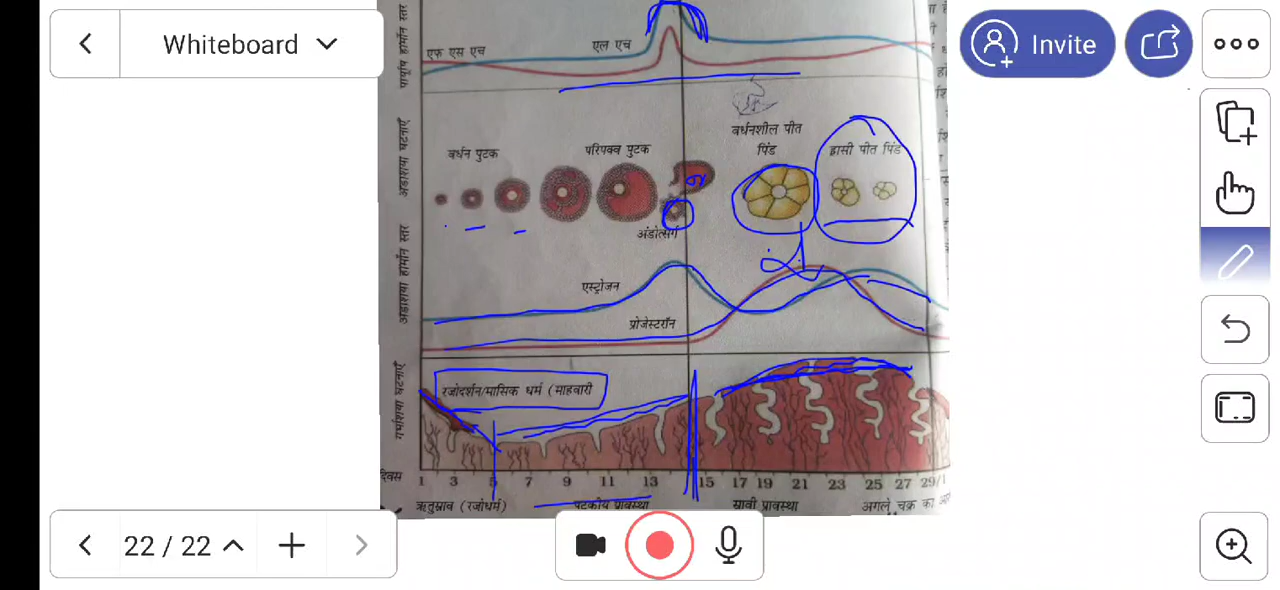 Whiteboard
Invite
पीयूष हॉर्मोन स्तर
एफ एस एच
एल एच
अंडाशयी घटनाएँ
वर्धन पुटक
परिपक्व पुटक
वर्धनशील पीत
पिंड
ह्रासी पीत पिंड
अंडोत्सर्ग
अंडाशयी हॉर्मोन स्तर
एस्ट्रोजन
प्रोजेस्टरॉन
गर्भाशयी घटनाएँ
रजोदर्शन/मासिक धर्म (माहवारी
दिवस 1 3 5 7 9 11 13 15 17 19 21 23 25 27 29/1
ऋतुस्राव (रजोधर्म) पुटकीय प्रावस्था स्रावी प्रावस्था अगले चक्र का
22 / 22